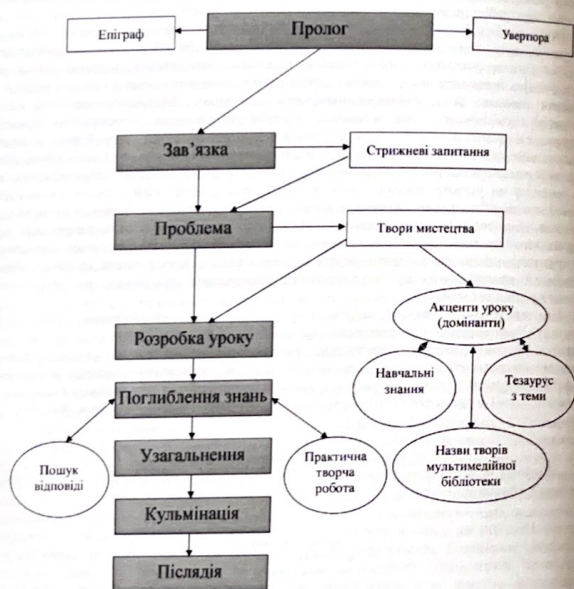 Епіграф
Пролог
Увертюра
Зав'язка
Стрижневі запитання
Проблема
Твори мистецтва
Акценти уроку
(домінанти)
Розробка уроку
Навчальні
знання
Тезаурус
з теми
Поглиблення знань
Назви творів
мультимедійної
бібліотеки
Пошук
відповіді
Узагальнення
Практична
творча
робота
Кульмінація
Післядія